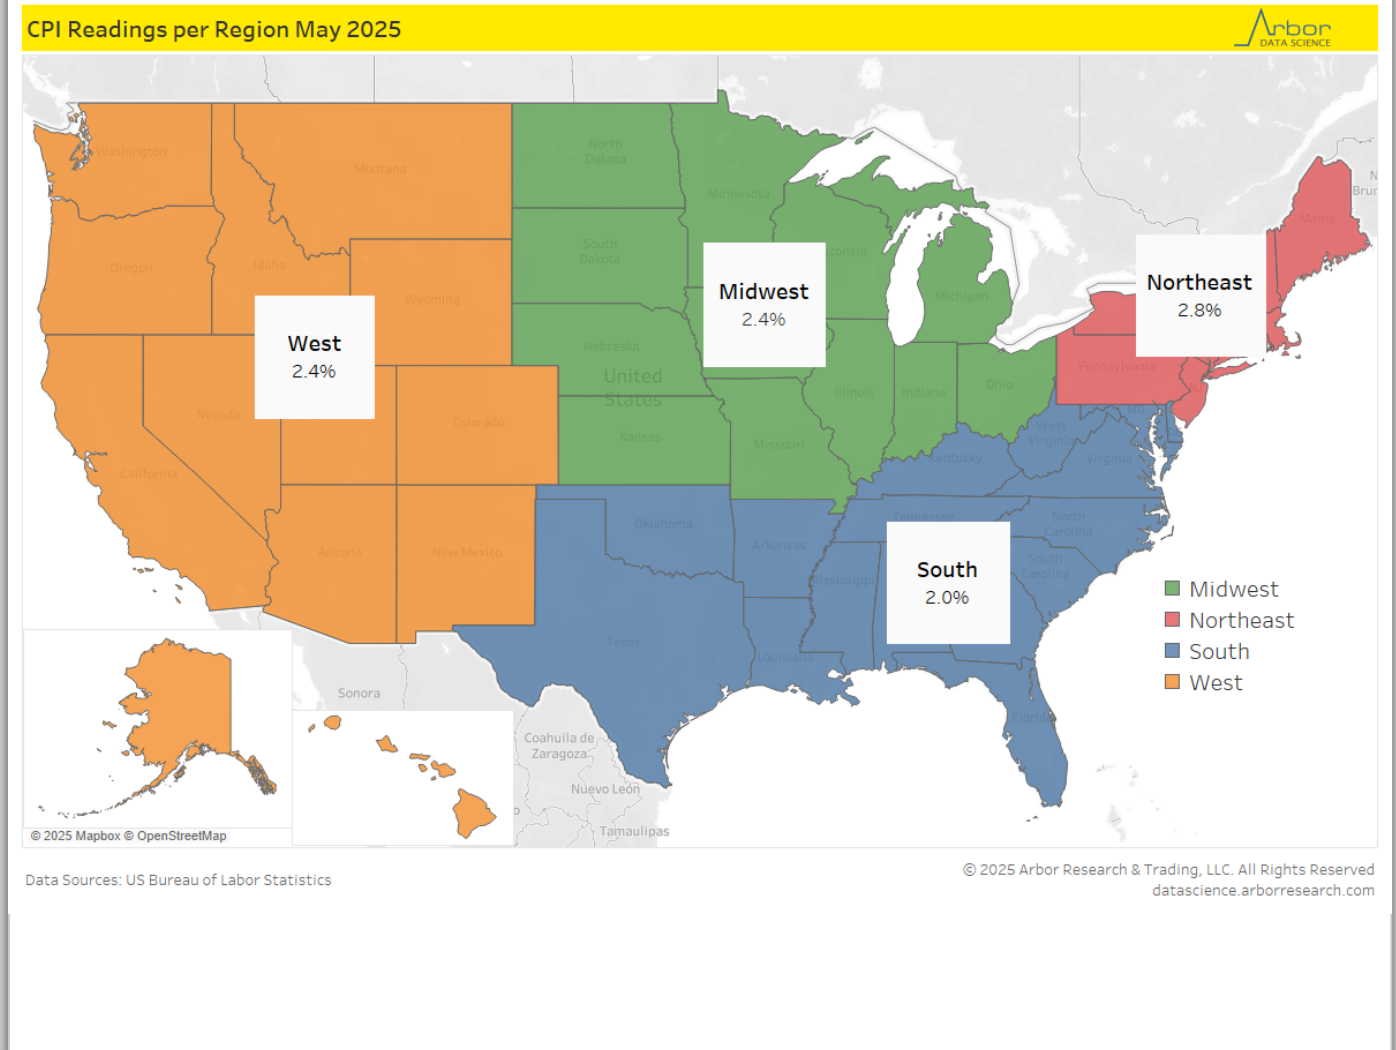 CPI Readings per Region May 2025
Arbor
DATA SCIENCE
Washington
Montana
North
Dakota
Minnesota
Maine
Oregon
Idaho
South
Dakota
Wyoming
Michigan
Midwest
2.4%
Northeast
2.8%
West
2.4%
Nebraska
United
States
Pennsylvania
Nevada
Colorado
Illinois
Indiana
Ohio
Kansas
Missouri
MD
West
Virginia
Virginia
Kentucky
California
Oklahoma
Tennessee
North
Carolina
Arizona
New Mexico
Arkansas
Mississippi
South
Carolina
South
2.0%
Texas
Louisiana
Florida
Midwest
Northeast
South
West
Sonora
Coahuila de
Zaragoza
Nuevo León
Tamaulipas
© 2025 Mapbox © OpenStreetMap
Data Sources: US Bureau of Labor Statistics
© 2025 Arbor Research & Trading, LLC. All Rights Reserved
datascience.arborresearch.com